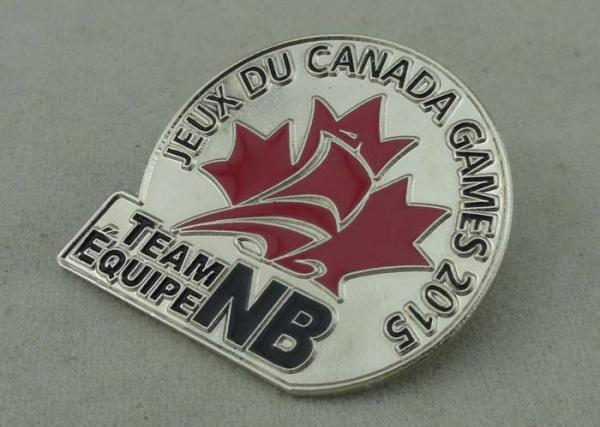 JEUX DU CANADA GAMES 2015
TEAM
ÉQUIPE
NB